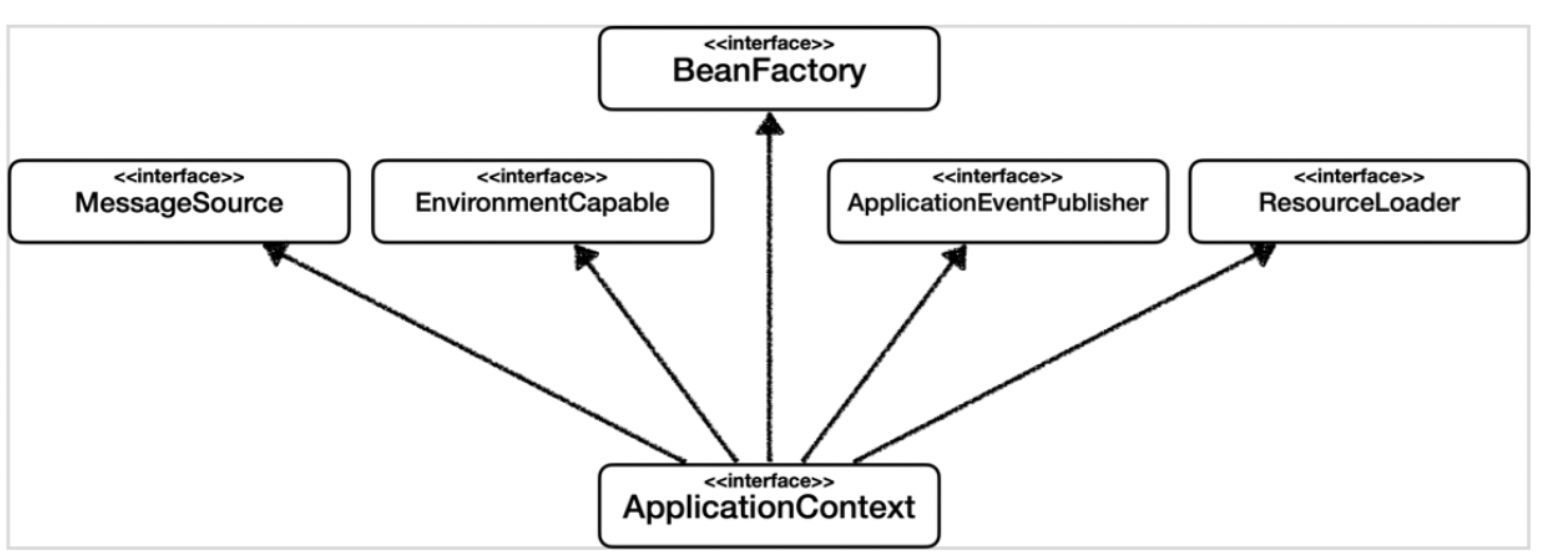 <<interface>>
BeanFactory
<<interface>>
MessageSource
<<interface>>
EnvironmentCapable
<<interface>>
ApplicationEventPublisher
<<interface>>
ResourceLoader
<<interface>>
ApplicationContext